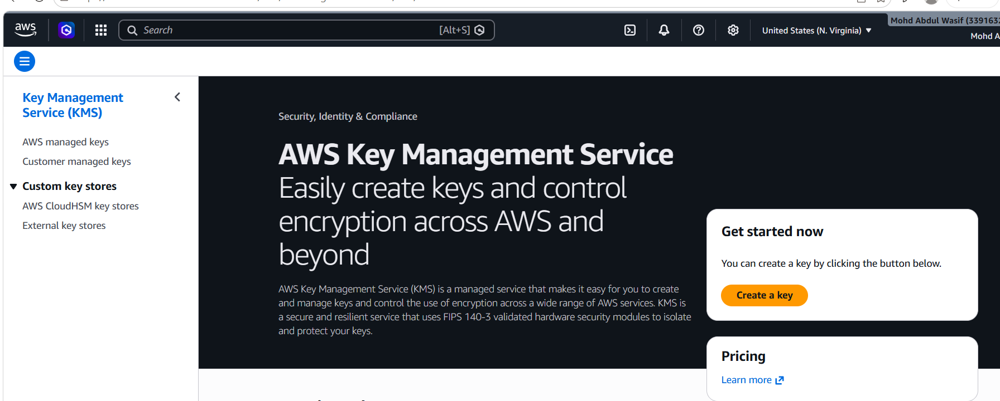 aws
Search
[Alt+S]
United States (N. Virginia)
Mohd Abdul Wasif (339163
Mohd A
Key Management
Service (KMS)
AWS managed keys
Customer managed keys
Custom key stores
AWS CloudHSM key stores
External key stores
Security, Identity & Compliance
AWS Key Management Service
Easily create keys and control
encryption across AWS and
beyond
AWS Key Management Service (KMS) is a managed service that makes it easy for you to create
and manage keys and control the use of encryption across a wide range of AWS services. KMS is
a secure and resilient service that uses FIPS 140-3 validated hardware security modules to isolate
and protect your keys.
Get started now
You can create a key by clicking the button below.
Create a key
Pricing
Learn more